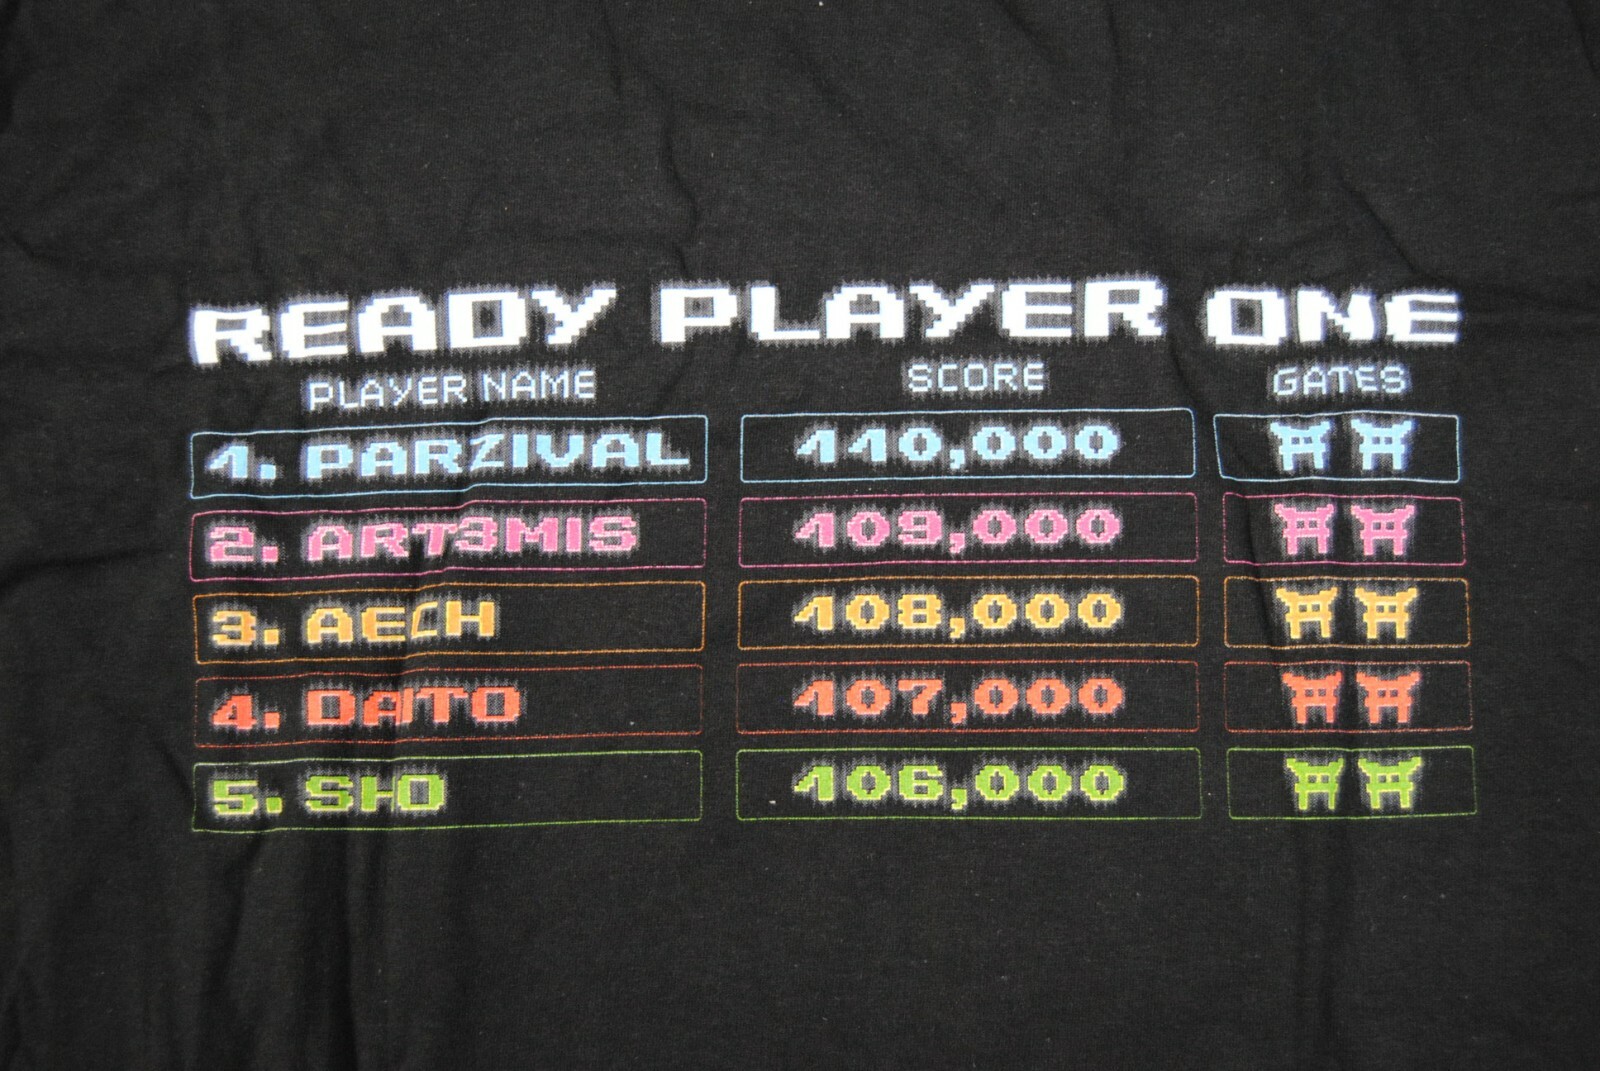 READY PLAYER ONE
PLAYER NAME SCORE GATES
1. PARZIVAL 110,000
2. ART3MIS 109,000
3. AECH 108,000
4. DAITO 107,000
5. SHO 106,000